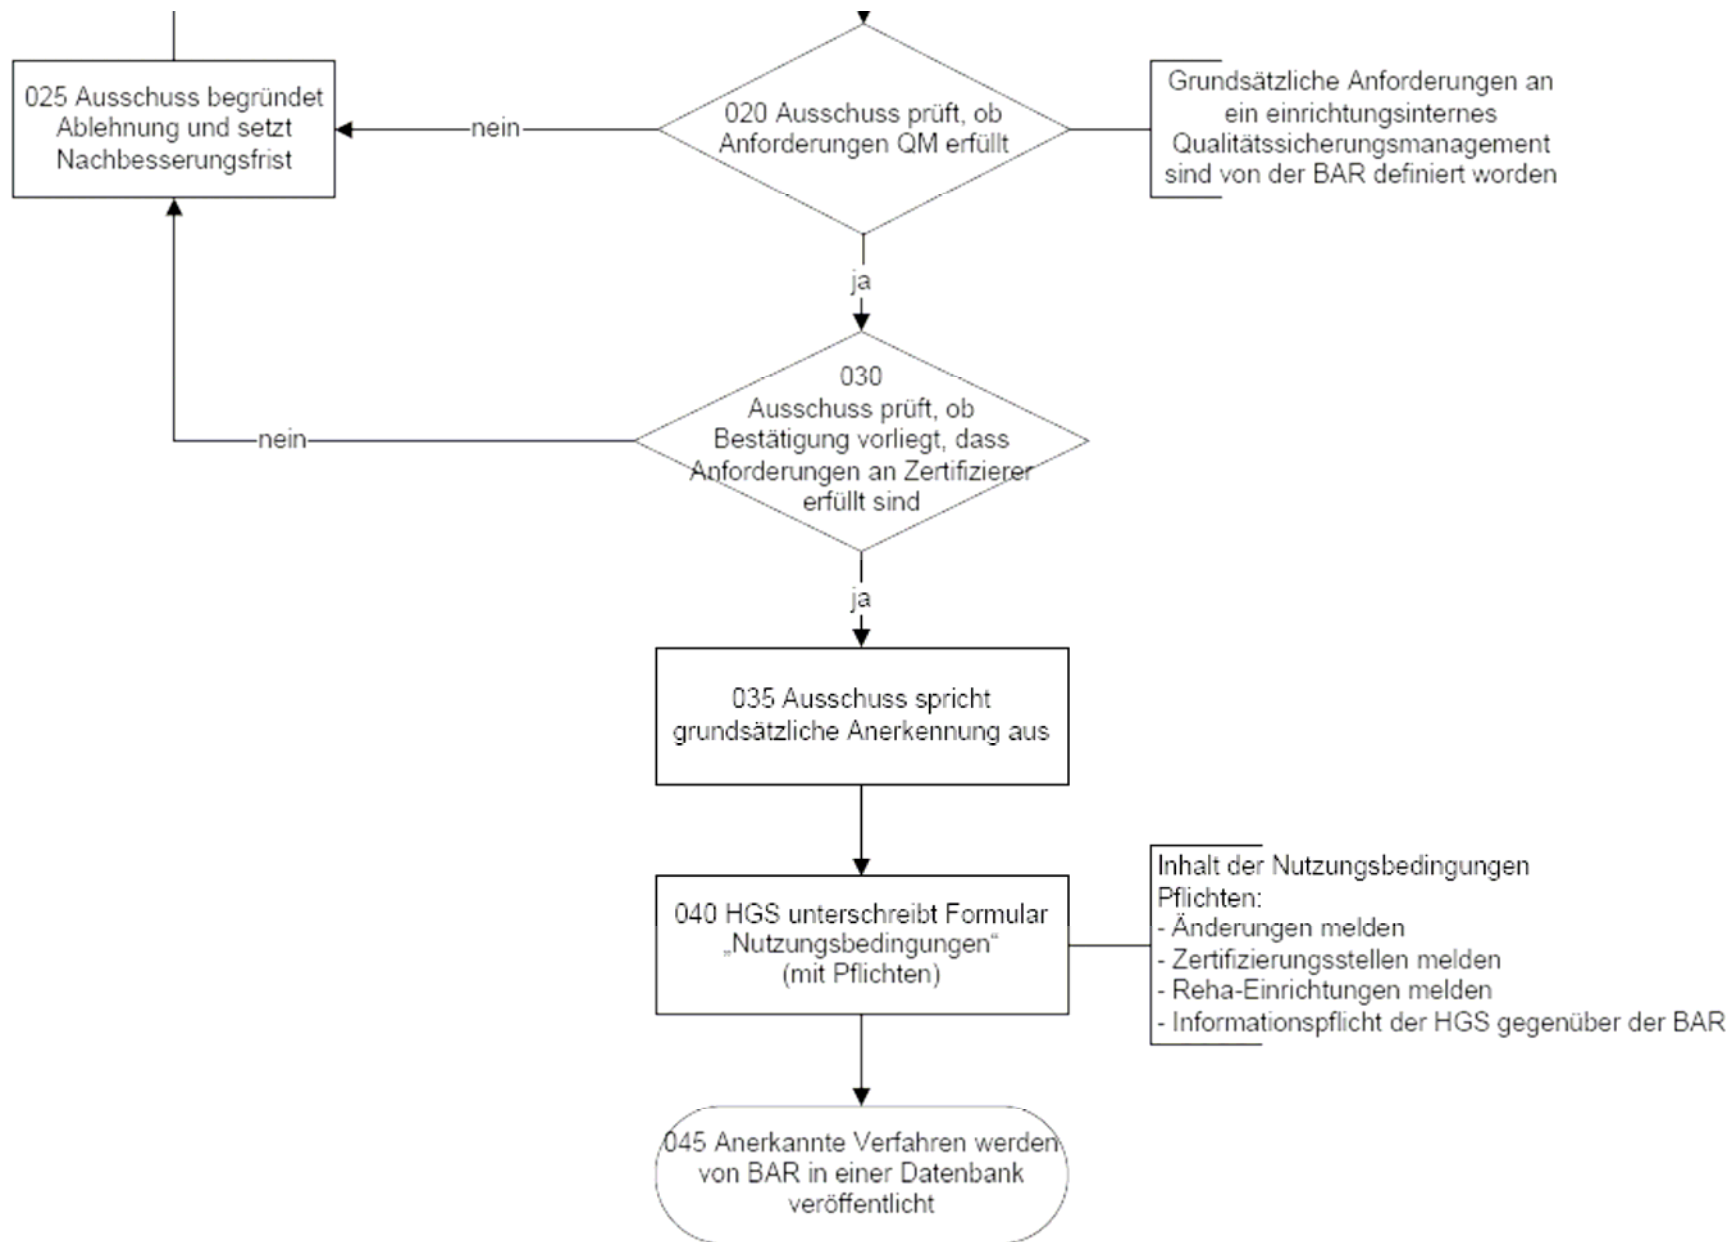 025 Ausschuss begründet
Ablehnung und setzt
Nachbesserungsfrist
nein
020 Ausschuss prüft, ob
Anforderungen QM erfüllt
Grundsätzliche Anforderungen an
ein einrichtungsinternes
Qualitätssicherungsmanagement
sind von der BAR definiert worden
ja
nein
030
Ausschuss prüft, ob
Bestätigung vorliegt, dass
Anforderungen an Zertifizierer
erfüllt sind
ja
035 Ausschuss spricht
grundsätzliche Anerkennung aus
040 HGS unterschreibt Formular
„Nutzungsbedingungen“
(mit Pflichten)
Inhalt der Nutzungsbedingungen
Pflichten:
- Änderungen melden
- Zertifizierungsstellen melden
- Reha-Einrichtungen melden
- Informationspflicht der HGS gegenüber der BAR
045 Anerkannte Verfahren werden
von BAR in einer Datenbank
veröffentlicht